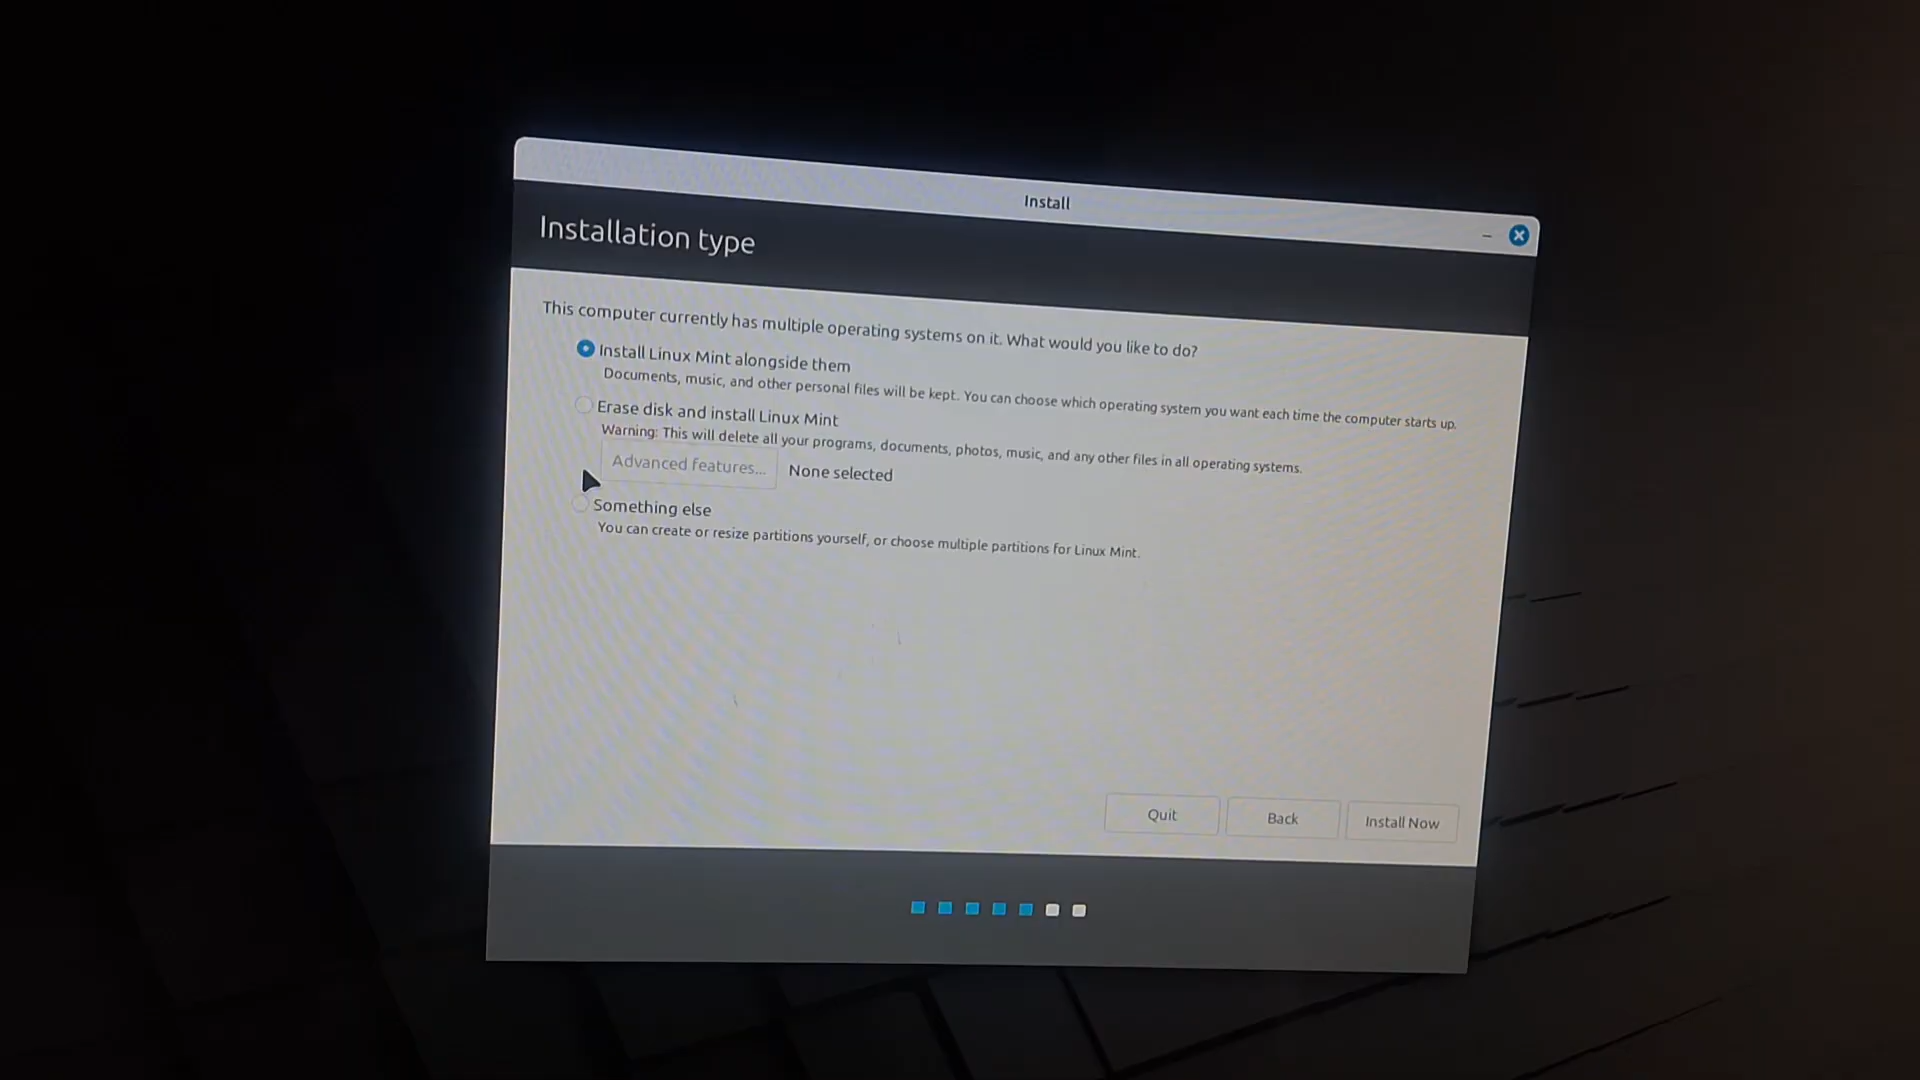 Install
Installation type
This computer currently has multiple operating systems on it. What would you like to do?
Install Linux Mint alongside them
Documents, music, and other personal files will be kept. You can choose which operating system you want each time the computer starts up.
Erase disk and install Linux Mint
Warning: This will delete all your programs, documents, photos, music, and any other files in all operating systems.
Advanced features... None selected
Something else
You can create or resize partitions yourself, or choose multiple partitions for Linux Mint.
Quit Back Install Now